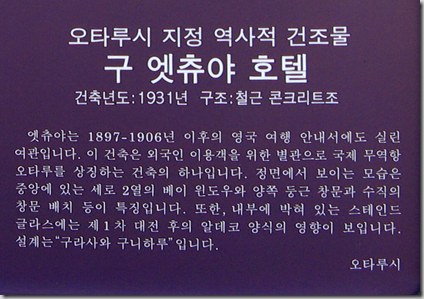 오타루시 지정 역사적 건조물
구 엣츄야 호텔
건축년도:1931년 구조:철근 콘크리트조
엣츄야는 1897-1906년 이후의 영국 여행 안내서에도 실린
여관입니다. 이 건축은 외국인 이용객을 위한 별관으로 국제 무역항
오타루를 상징하는 건축의 하나입니다. 정면에서 보이는 모습은
중앙에 있는 세로 2열의 베이 윈도우와 양쪽 둥근 창문과 수직의
창문 배치 등이 특징입니다. 또한, 내부에 박혀 있는 스테인드
글라스에는 제1차 대전 후의 알데코 양식의 영향이 보입니다.
설계는“구라사와 구니하루”입니다.
오타루시